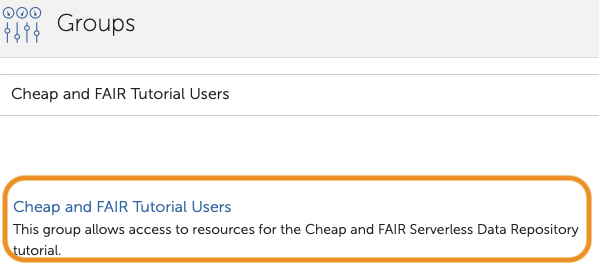 Groups
Cheap and FAIR Tutorial Users
Cheap and FAIR Tutorial Users
This group allows access to resources for the Cheap and FAIR Serverless Data Repository
tutorial.